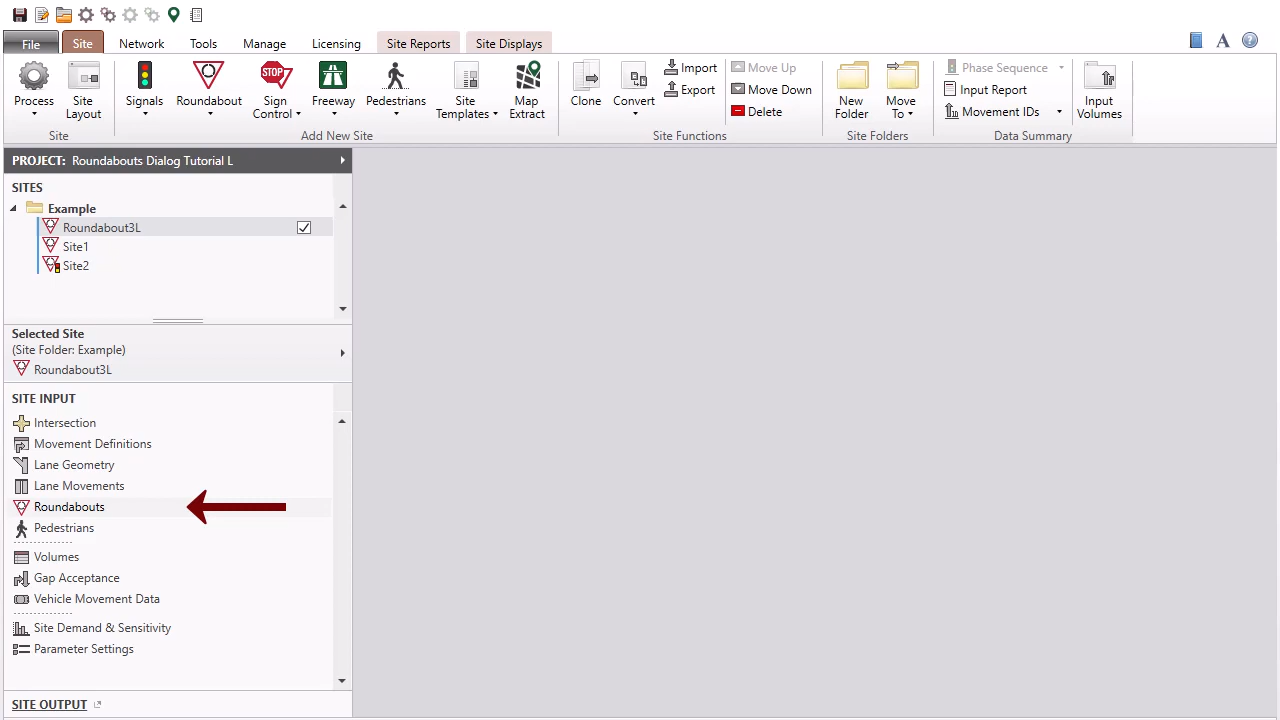 File Site Network Tools Manage Licensing Site Reports Site Displays
Process Site Layout
Site
Signals Roundabout Sign Control Freeway Pedestrians Site Templates Map Extract
Add New Site
Clone Convert Import Export Move Up Move Down Delete
Site Functions
New Folder Move To
Site Folders
Phase Sequence
Input Report
Movement IDs
Input Volumes
Data Summary
PROJECT: Roundabouts Dialog Tutorial L
SITES
Example
Roundabout3L
Site1
Site2
Selected Site
(Site Folder: Example)
Roundabout3L
SITE INPUT
Intersection
Movement Definitions
Lane Geometry
Lane Movements
Roundabouts
Pedestrians
Volumes
Gap Acceptance
Vehicle Movement Data
Site Demand & Sensitivity
Parameter Settings
SITE OUTPUT